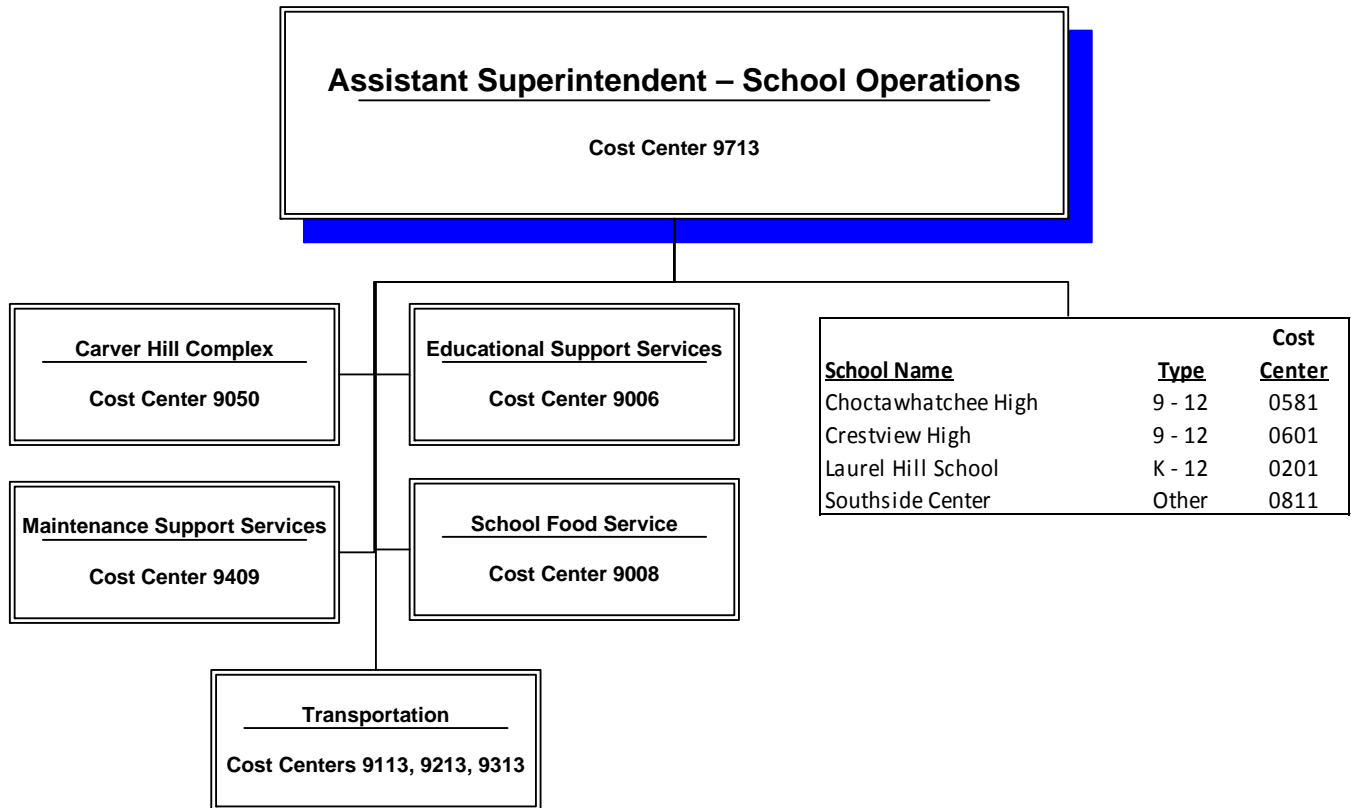 Assistant Superintendent – School Operations
Cost Center 9713
Carver Hill Complex
Cost Center 9050
Educational Support Services
Cost Center 9006
Maintenance Support Services
Cost Center 9409
School Food Service
Cost Center 9008
Transportation
Cost Centers 9113, 9213, 9313
Cost
School Name Type Center
Choctawhatchee High 9 - 12 0581
Crestview High 9 - 12 0601
Laurel Hill School K - 12 0201
Southside Center Other 0811